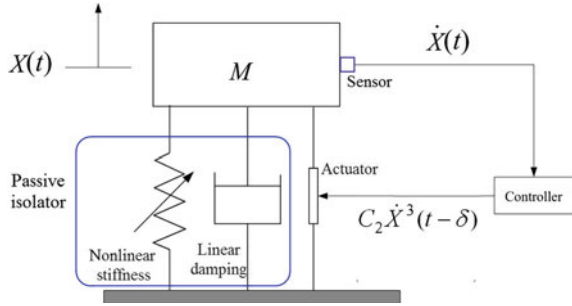 X(t)
M
Ẋ(t)
Sensor
Passive
isolator
Actuator
Controller
C₂Ẋ³(t − δ)
Nonlinear
stiffness
Linear
damping